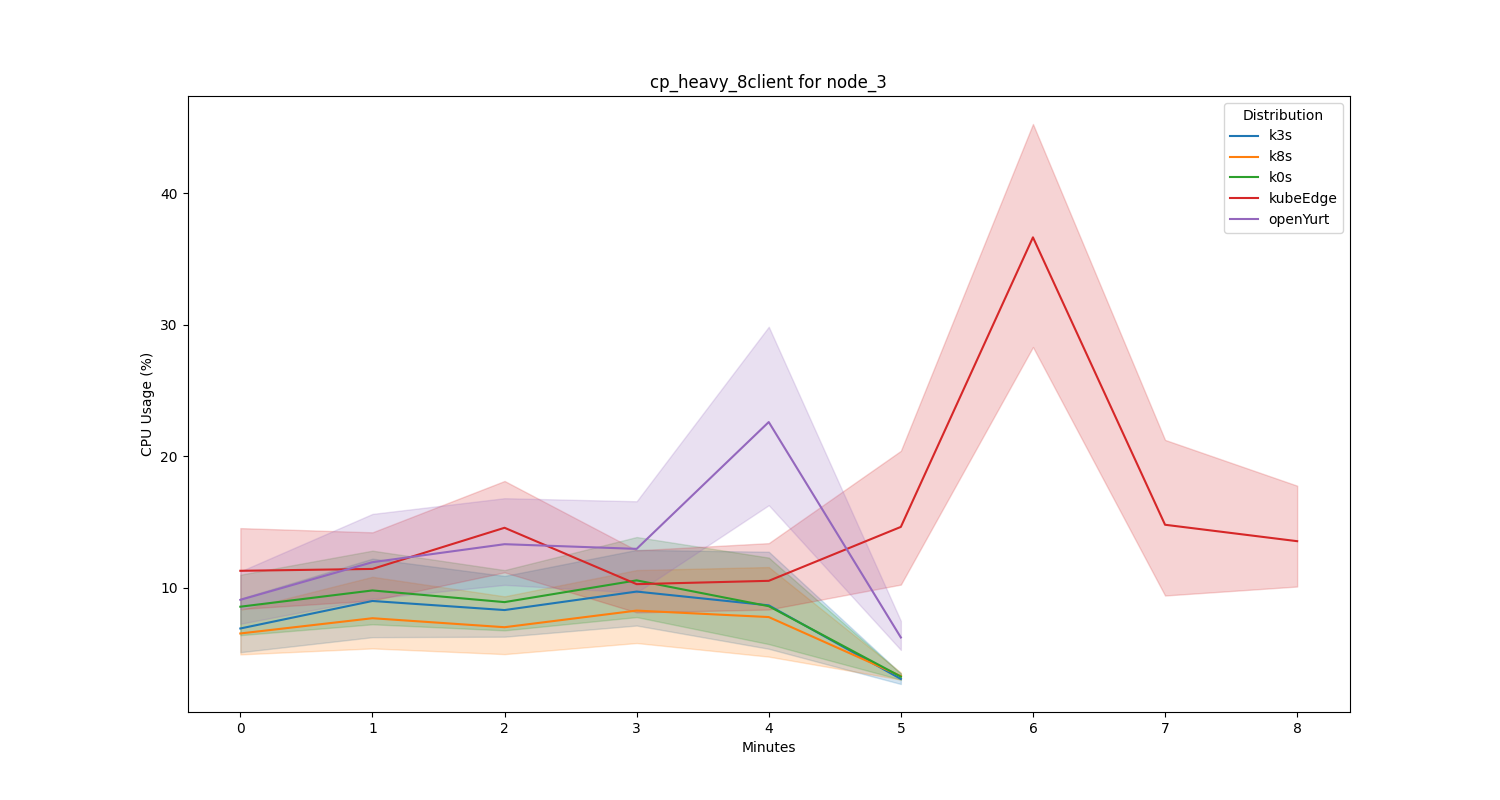 cp_heavy_8client for node_3
Distribution
k3s
k8s
k0s
kubeEdge
openYurt
CPU Usage (%)
40
30
20
10
0 1 2 3 4 5 6 7 8
Minutes